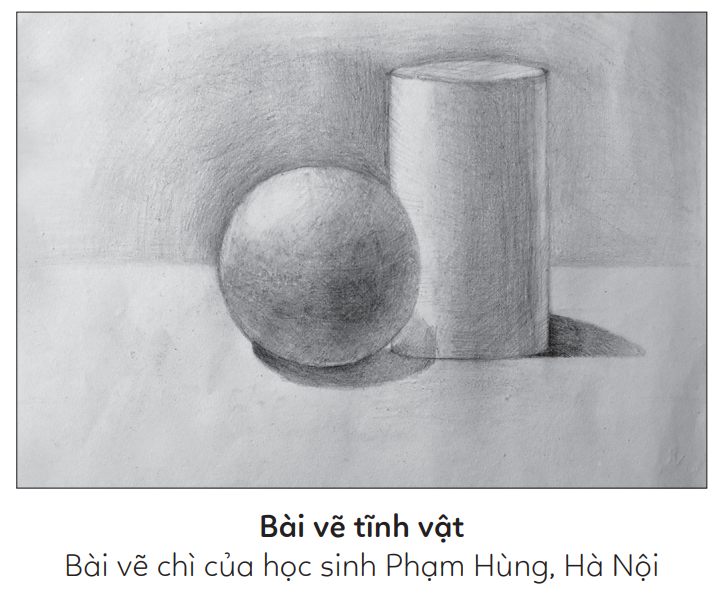 Bài vẽ tĩnh vật
Bài vẽ chì của học sinh Phạm Hùng, Hà Nội